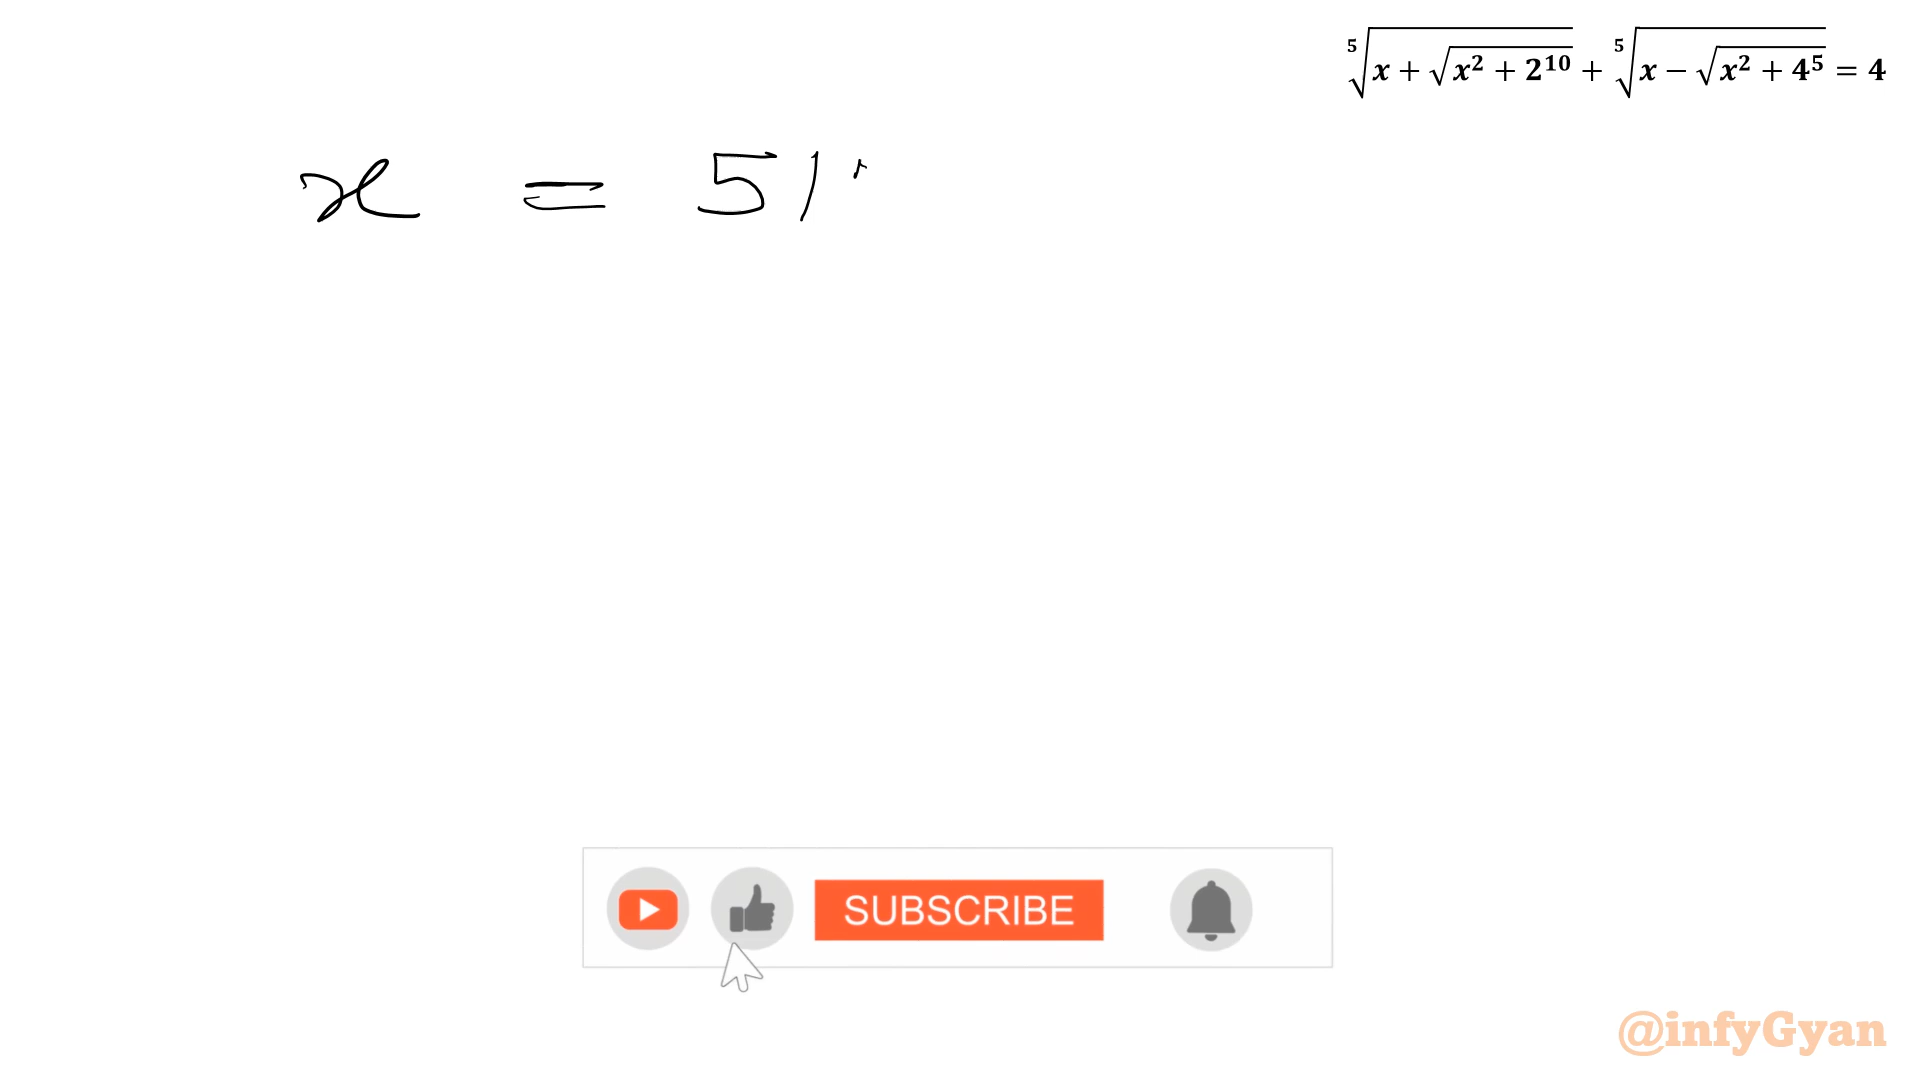 ⁵√(x + √(x² + 2¹⁰)) + ⁵√(x − √(x² + 4⁵)) = 4
x = 51
SUBSCRIBE
@infyGyan